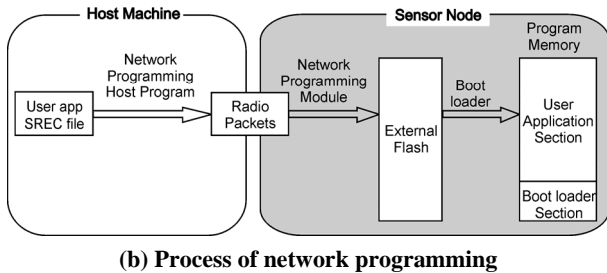 Host Machine
Sensor Node
Network
Programming
Host Program
User app
SREC file
Radio
Packets
Network
Programming
Module
External
Flash
Boot
loader
Program
Memory
User
Application
Section
Boot loader
Section
(b) Process of network programming